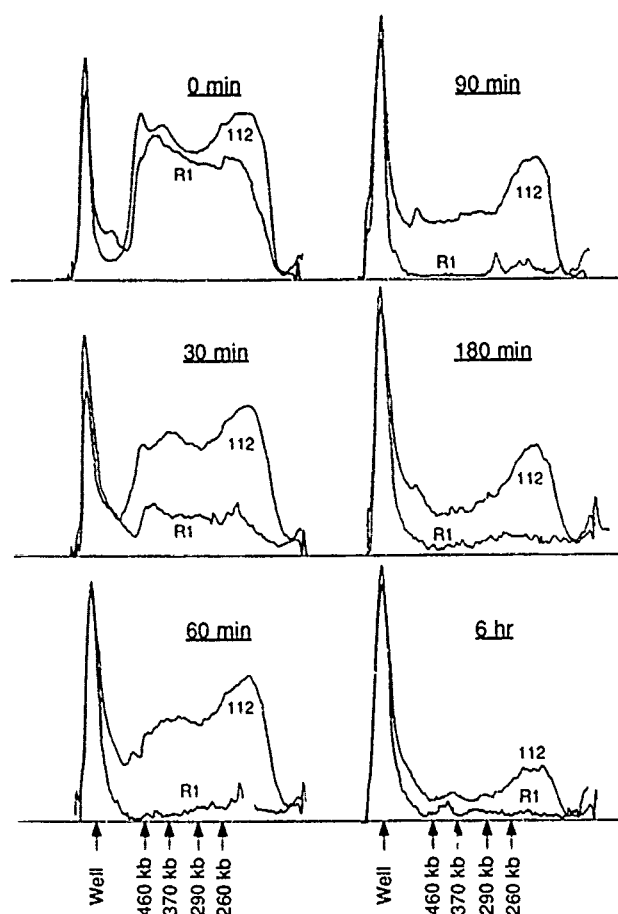 0 min
112
R1
90 min
112
R1
30 min
112
R1
180 min
112
R1
60 min
112
R1
6 hr
112
R1
Well
460 kb
370 kb
290 kb
260 kb
Well
460 kb
370 kb
290 kb
260 kb